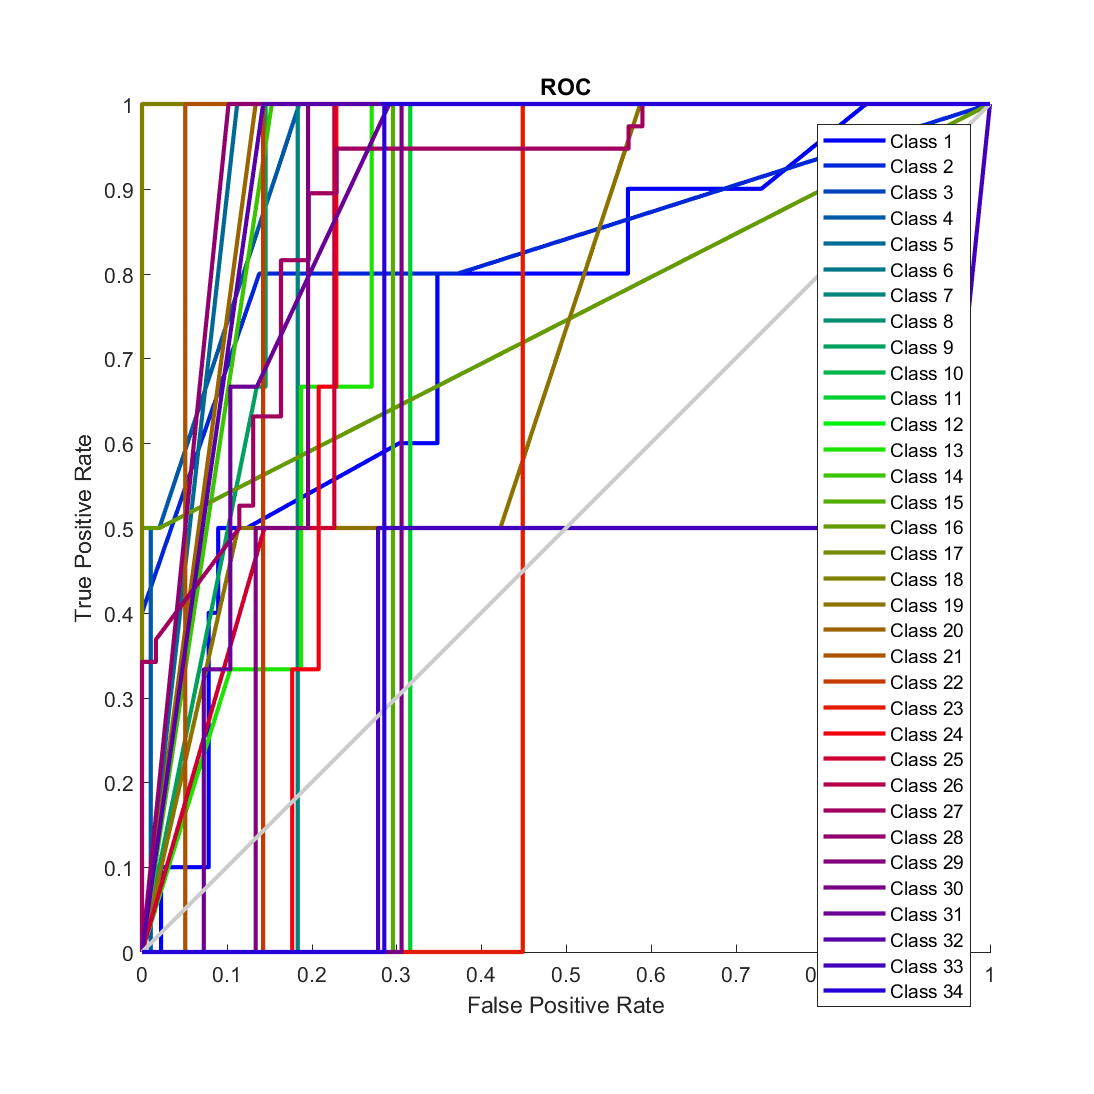 ROC
True Positive Rate
1
0.9
0.8
0.7
0.6
0.5
0.4
0.3
0.2
0.1
0
0 0.1 0.2 0.3 0.4 0.5 0.6 0.7 0 1
False Positive Rate
Class 1
Class 2
Class 3
Class 4
Class 5
Class 6
Class 7
Class 8
Class 9
Class 10
Class 11
Class 12
Class 13
Class 14
Class 15
Class 16
Class 17
Class 18
Class 19
Class 20
Class 21
Class 22
Class 23
Class 24
Class 25
Class 26
Class 27
Class 28
Class 29
Class 30
Class 31
Class 32
Class 33
Class 34